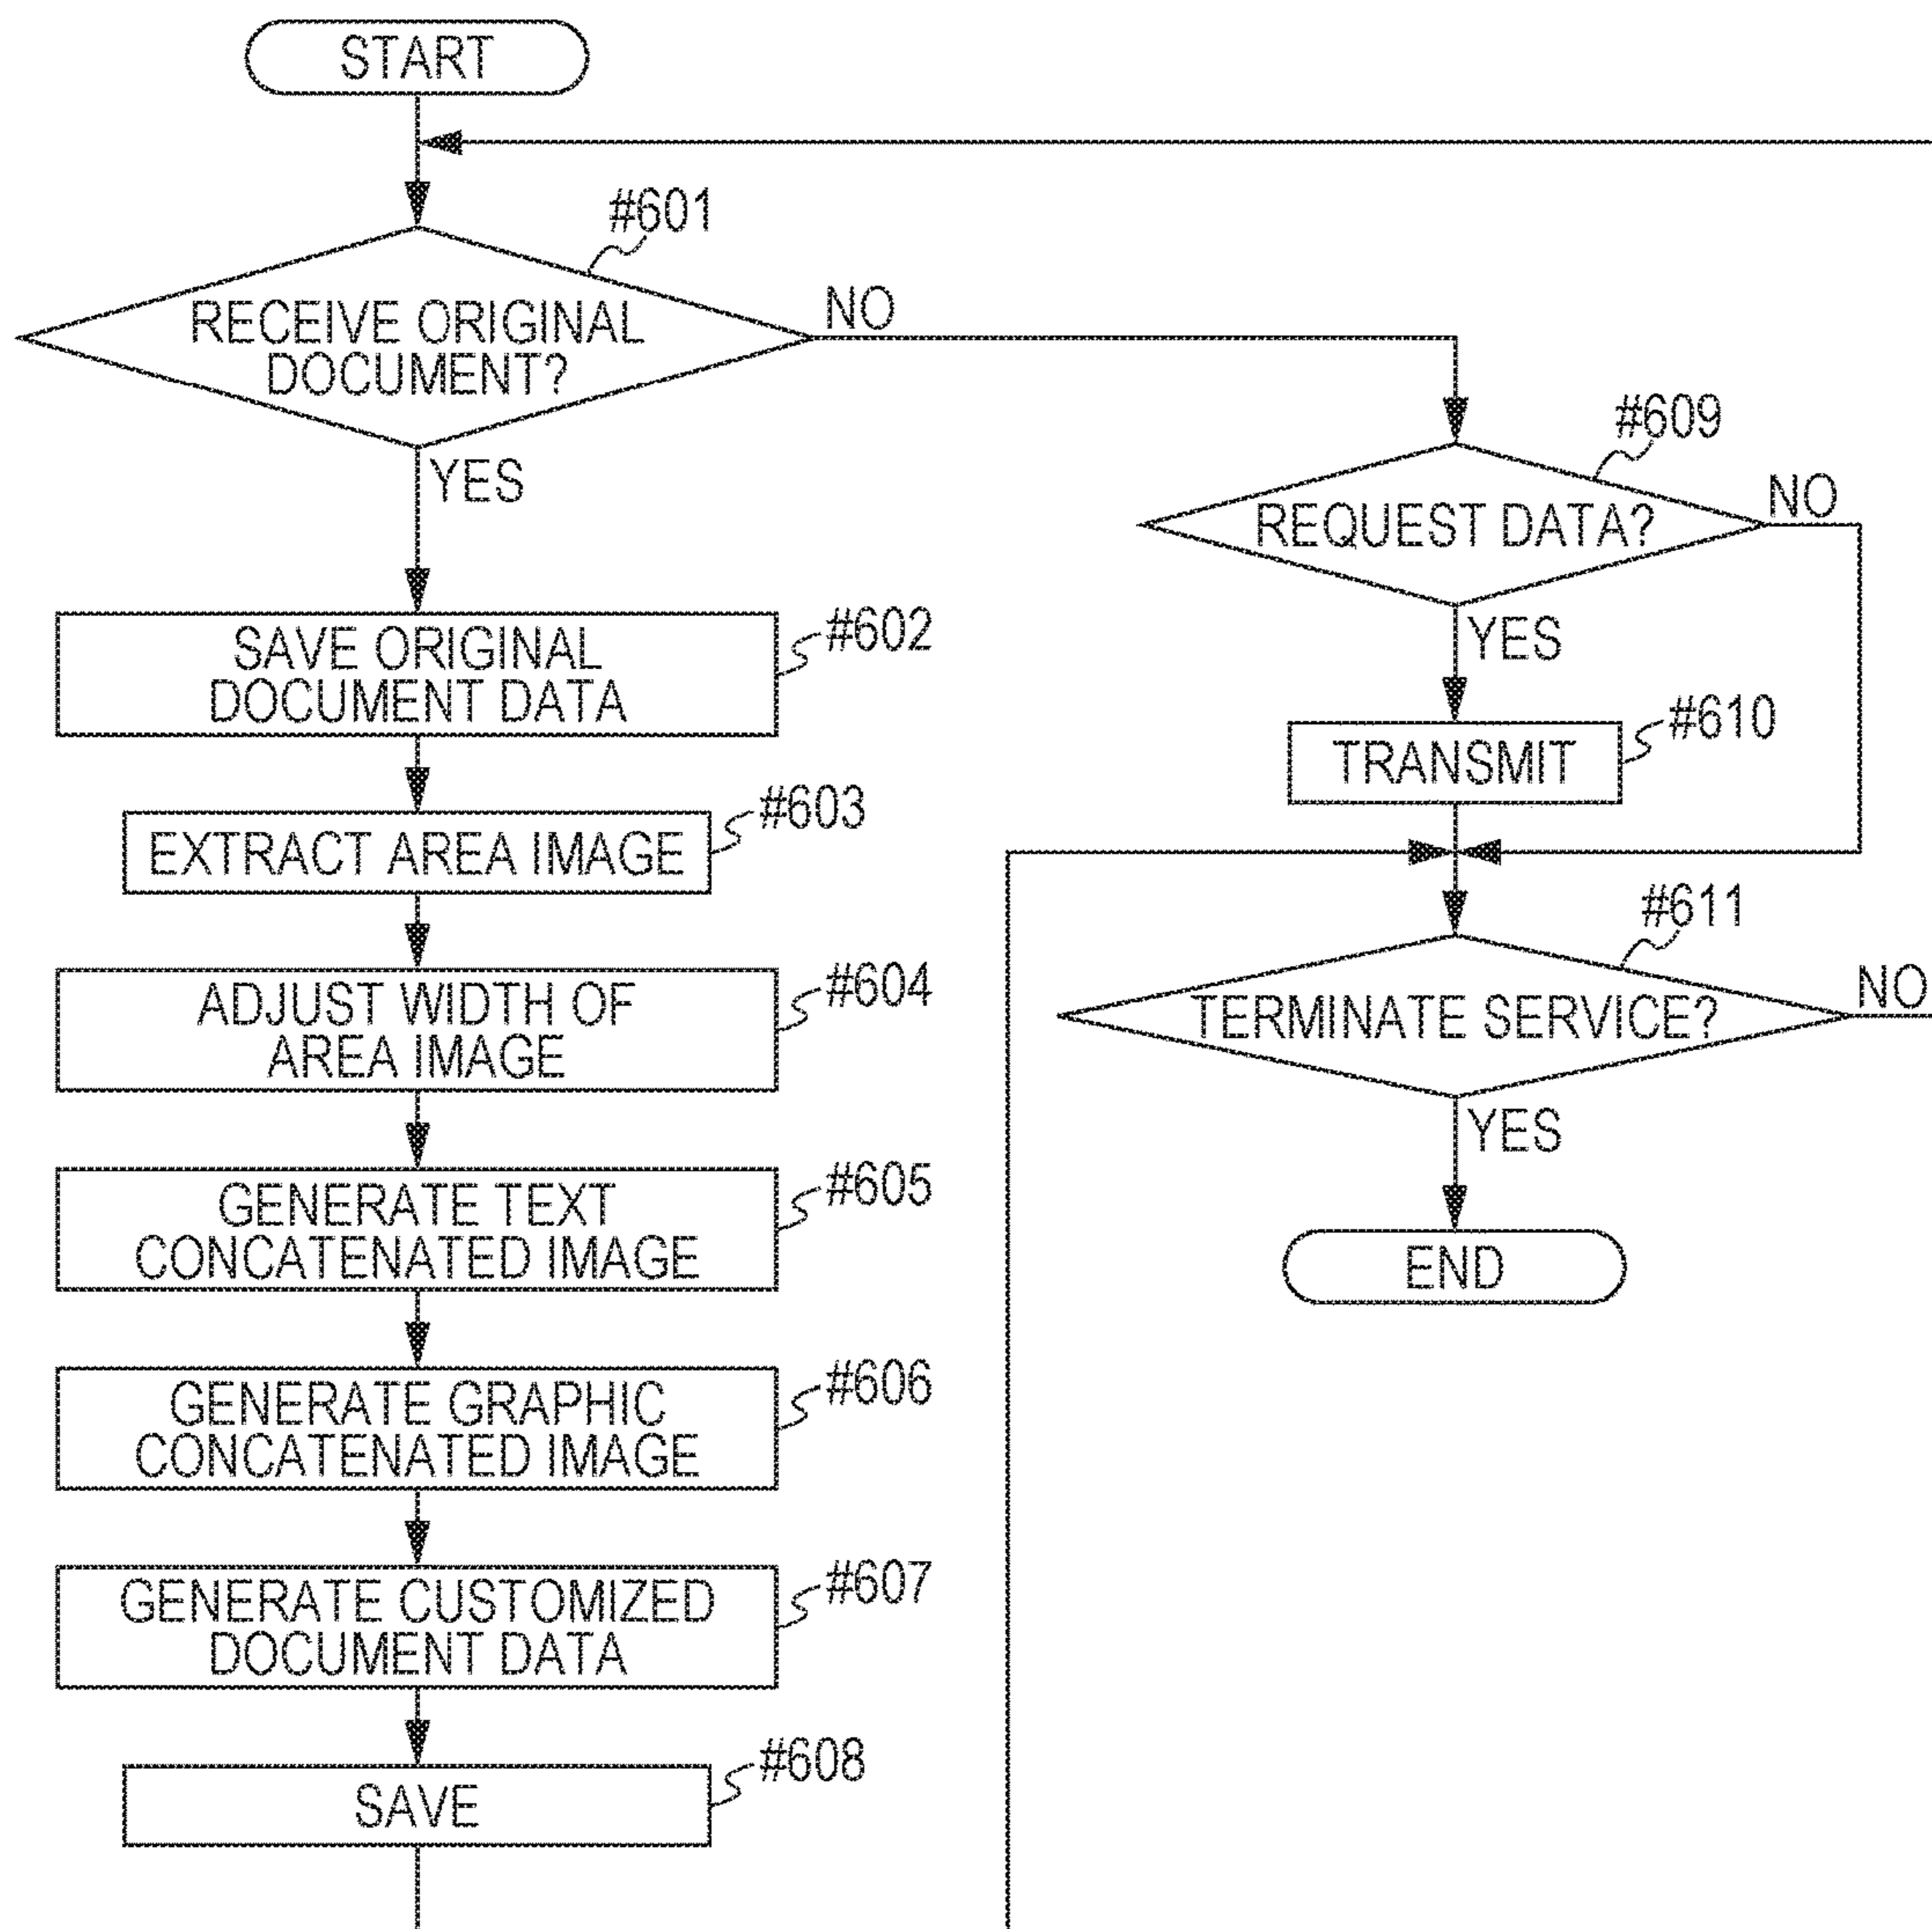 START
#601
RECEIVE ORIGINAL
DOCUMENT?
NO
YES
#602
SAVE ORIGINAL
DOCUMENT DATA
#603
EXTRACT AREA IMAGE
#604
ADJUST WIDTH OF
AREA IMAGE
#605
GENERATE TEXT
CONCATENATED IMAGE
#606
GENERATE GRAPHIC
CONCATENATED IMAGE
#607
GENERATE CUSTOMIZED
DOCUMENT DATA
#608
SAVE
#609
REQUEST DATA?
NO
YES
#610
TRANSMIT
#611
TERMINATE SERVICE?
NO
YES
END